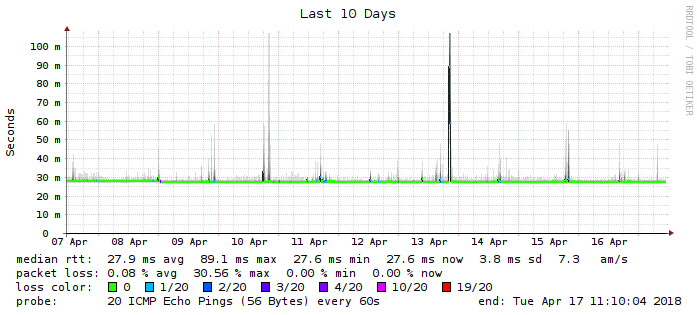 Last 10 Days
RRDTOOL / TOBI OETIKER
Seconds
100 m
90 m
80 m
70 m
60 m
50 m
40 m
30 m
20 m
10 m
0
07 Apr 08 Apr 09 Apr 10 Apr 11 Apr 12 Apr 13 Apr 14 Apr 15 Apr 16 Apr
median rtt: 27.9 ms avg 89.1 ms max 27.6 ms min 27.6 ms now 3.8 ms sd 7.3 am/s
packet loss: 0.08 % avg 30.56 % max 0.00 % min 0.00 % now
loss color: 0 1/20 2/20 3/20 4/20 10/20 19/20
probe: 20 ICMP Echo Pings (56 Bytes) every 60s end: Tue Apr 17 11:10:04 2018